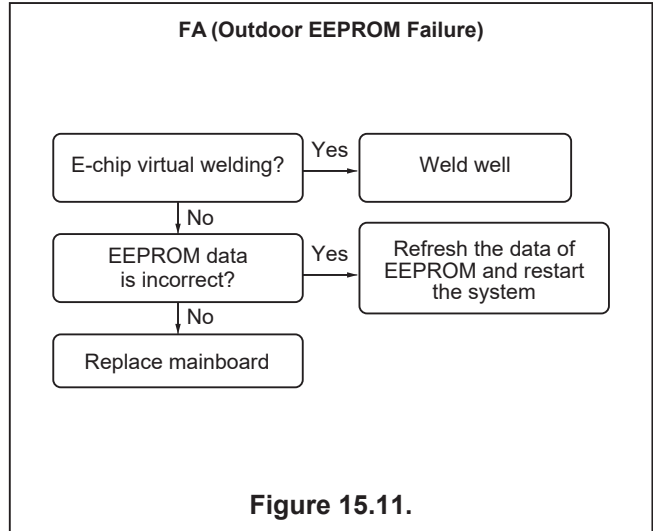 FA (Outdoor EEPROM Failure)
E-chip virtual welding?
Yes
Weld well
No
EEPROM data
is incorrect?
Yes
Refresh the data of
EEPROM and restart
the system
No
Replace mainboard
Figure 15.11.